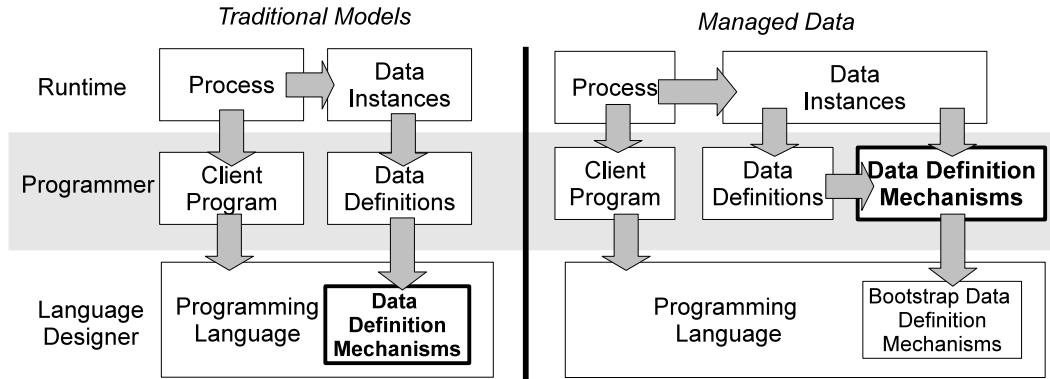 Traditional Models
Managed Data
Runtime
Process
Data
Instances
Process
Data
Instances
Programmer
Client
Program
Data
Definitions
Client
Program
Data
Definitions
Data Definition
Mechanisms
Language
Designer
Programming
Language
Data
Definition
Mechanisms
Programming
Language
Bootstrap Data
Definition
Mechanisms